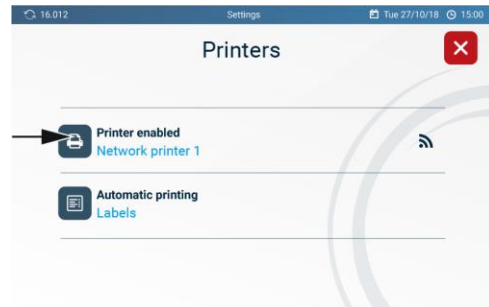 16.012 Settings Tue 27/10/18 15:00
Printers
Printer enabled
Network printer 1
Automatic printing
Labels